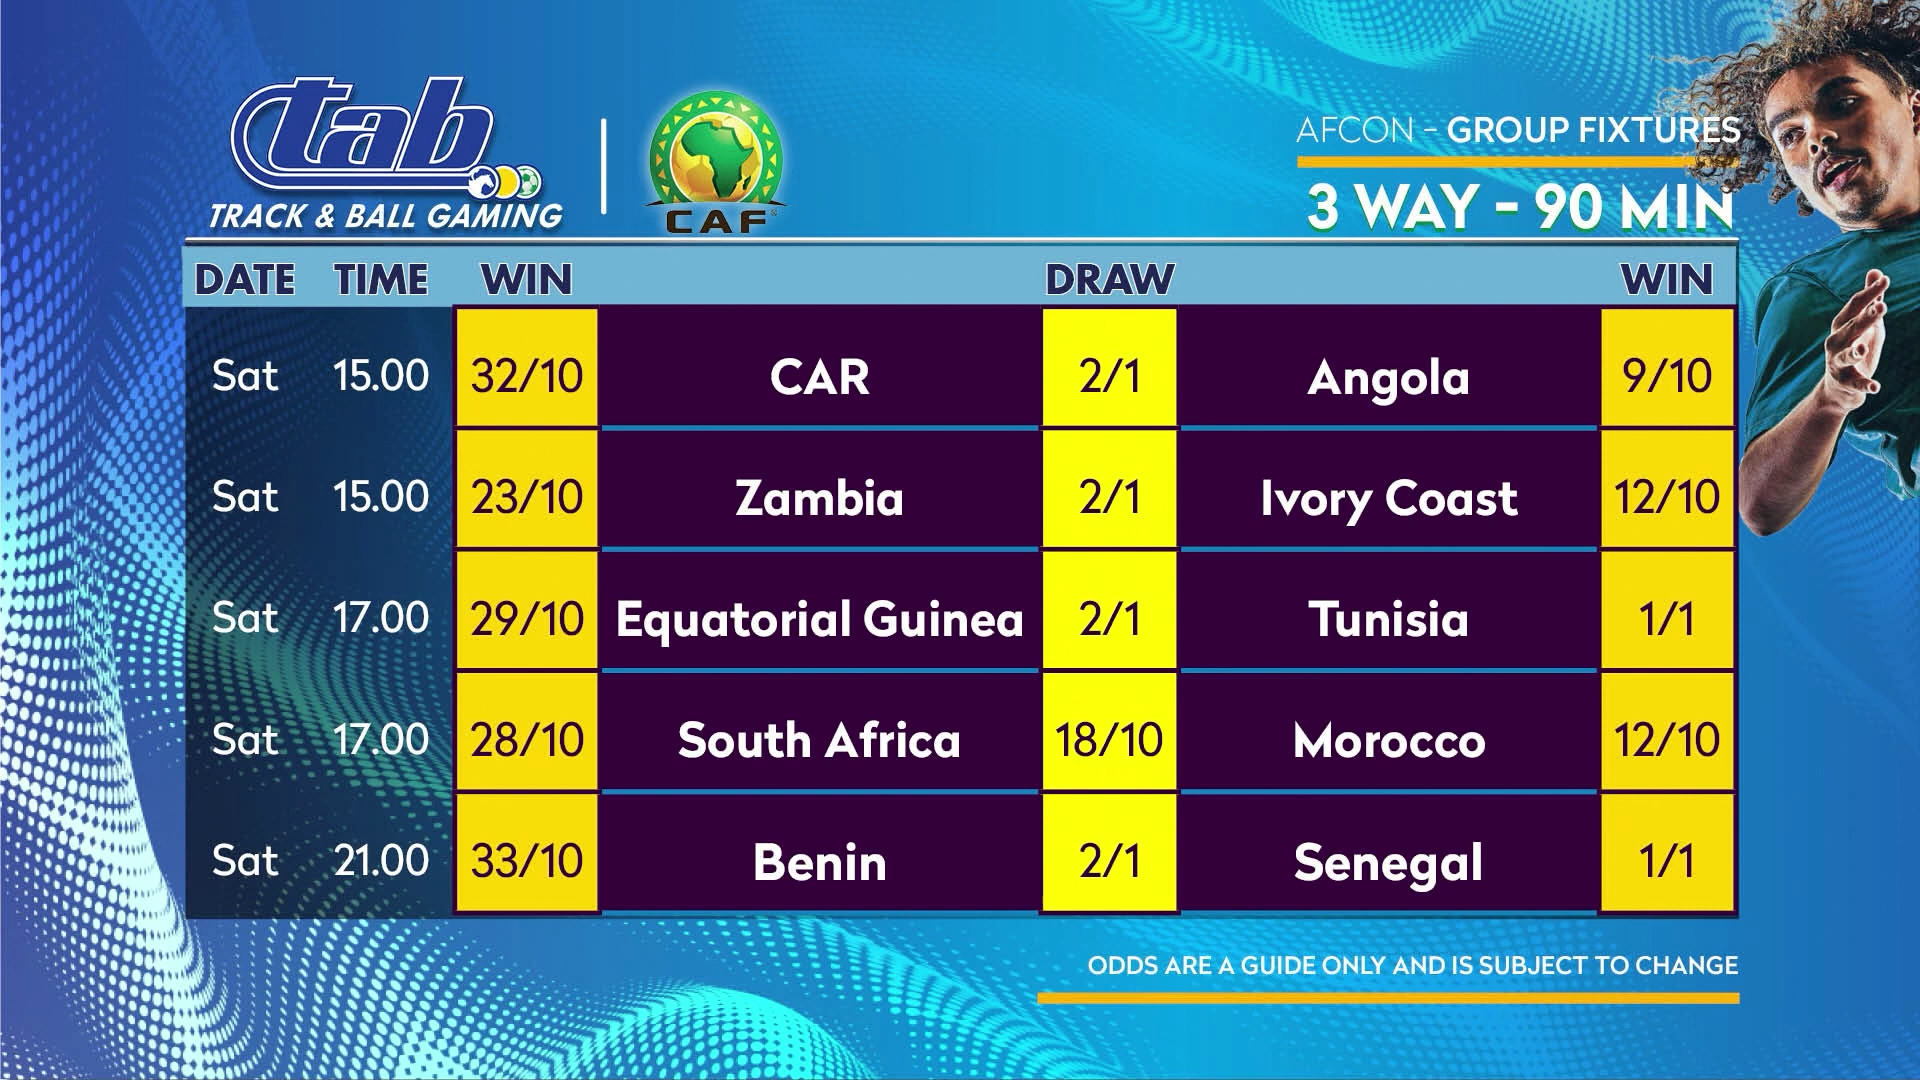 tab
TRACK & BALL GAMING
CAF
AFCON - GROUP FIXTURES
3 WAY - 90 MIN
DATE TIME WIN DRAW WIN
Sat 15.00 32/10 CAR 2/1 Angola 9/10
Sat 15.00 23/10 Zambia 2/1 Ivory Coast 12/10
Sat 17.00 29/10 Equatorial Guinea 2/1 Tunisia 1/1
Sat 17.00 28/10 South Africa 18/10 Morocco 12/10
Sat 21.00 33/10 Benin 2/1 Senegal 1/1
ODDS ARE A GUIDE ONLY AND IS SUBJECT TO CHANGE